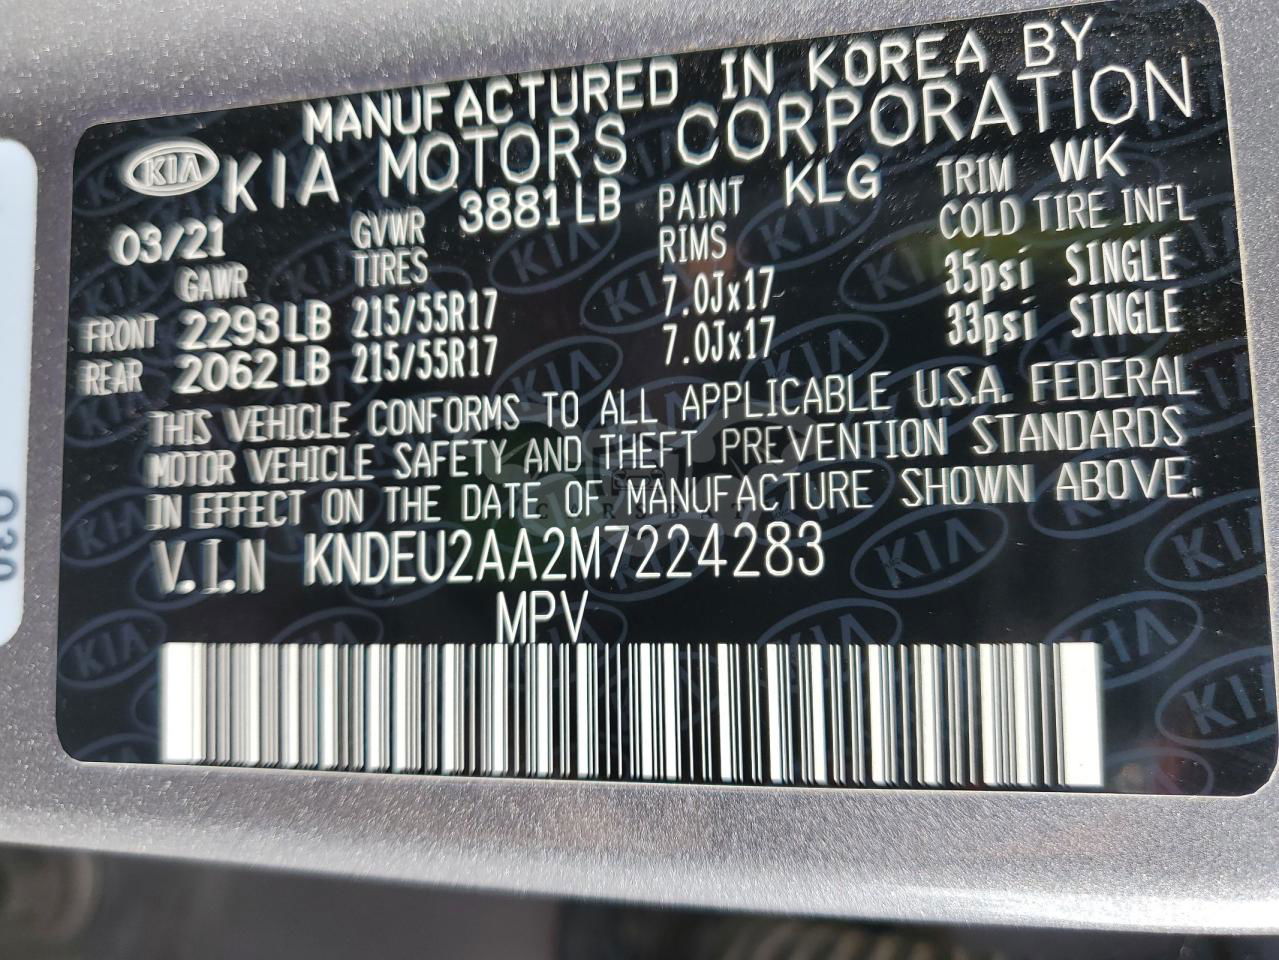 MANUFACTURED IN KOREA BY
KIA KIA MOTORS CORPORATION
03/21 GVWR 3881 LB PAINT KLG TRIM WK
GAWR TIRES RIMS COLD TIRE INFL
FRONT 2293 LB 215/55R17 7.0Jx17 35psi SINGLE
REAR 2062 LB 215/55R17 7.0Jx17 33psi SINGLE
THIS VEHICLE CONFORMS TO ALL APPLICABLE U.S.A. FEDERAL
MOTOR VEHICLE SAFETY AND THEFT PREVENTION STANDARDS
IN EFFECT ON THE DATE OF MANUFACTURE SHOWN ABOVE.
V.I.N KNDEU2AA2M7224283
MPV